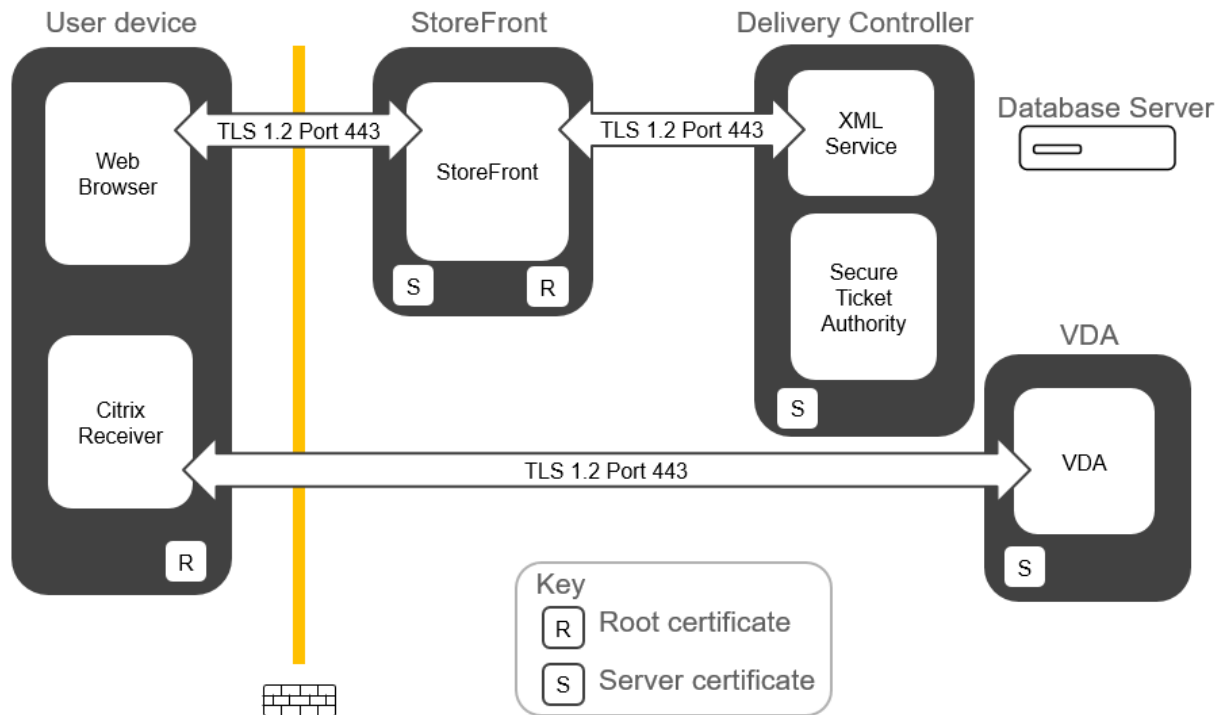 User device
StoreFront
Delivery Controller
Database Server
Web
Browser
TLS 1.2 Port 443
StoreFront
TLS 1.2 Port 443
XML
Service
S
R
Secure
Ticket
Authority
S
VDA
Citrix
Receiver
TLS 1.2 Port 443
VDA
R
S
Key
R Root certificate
S Server certificate